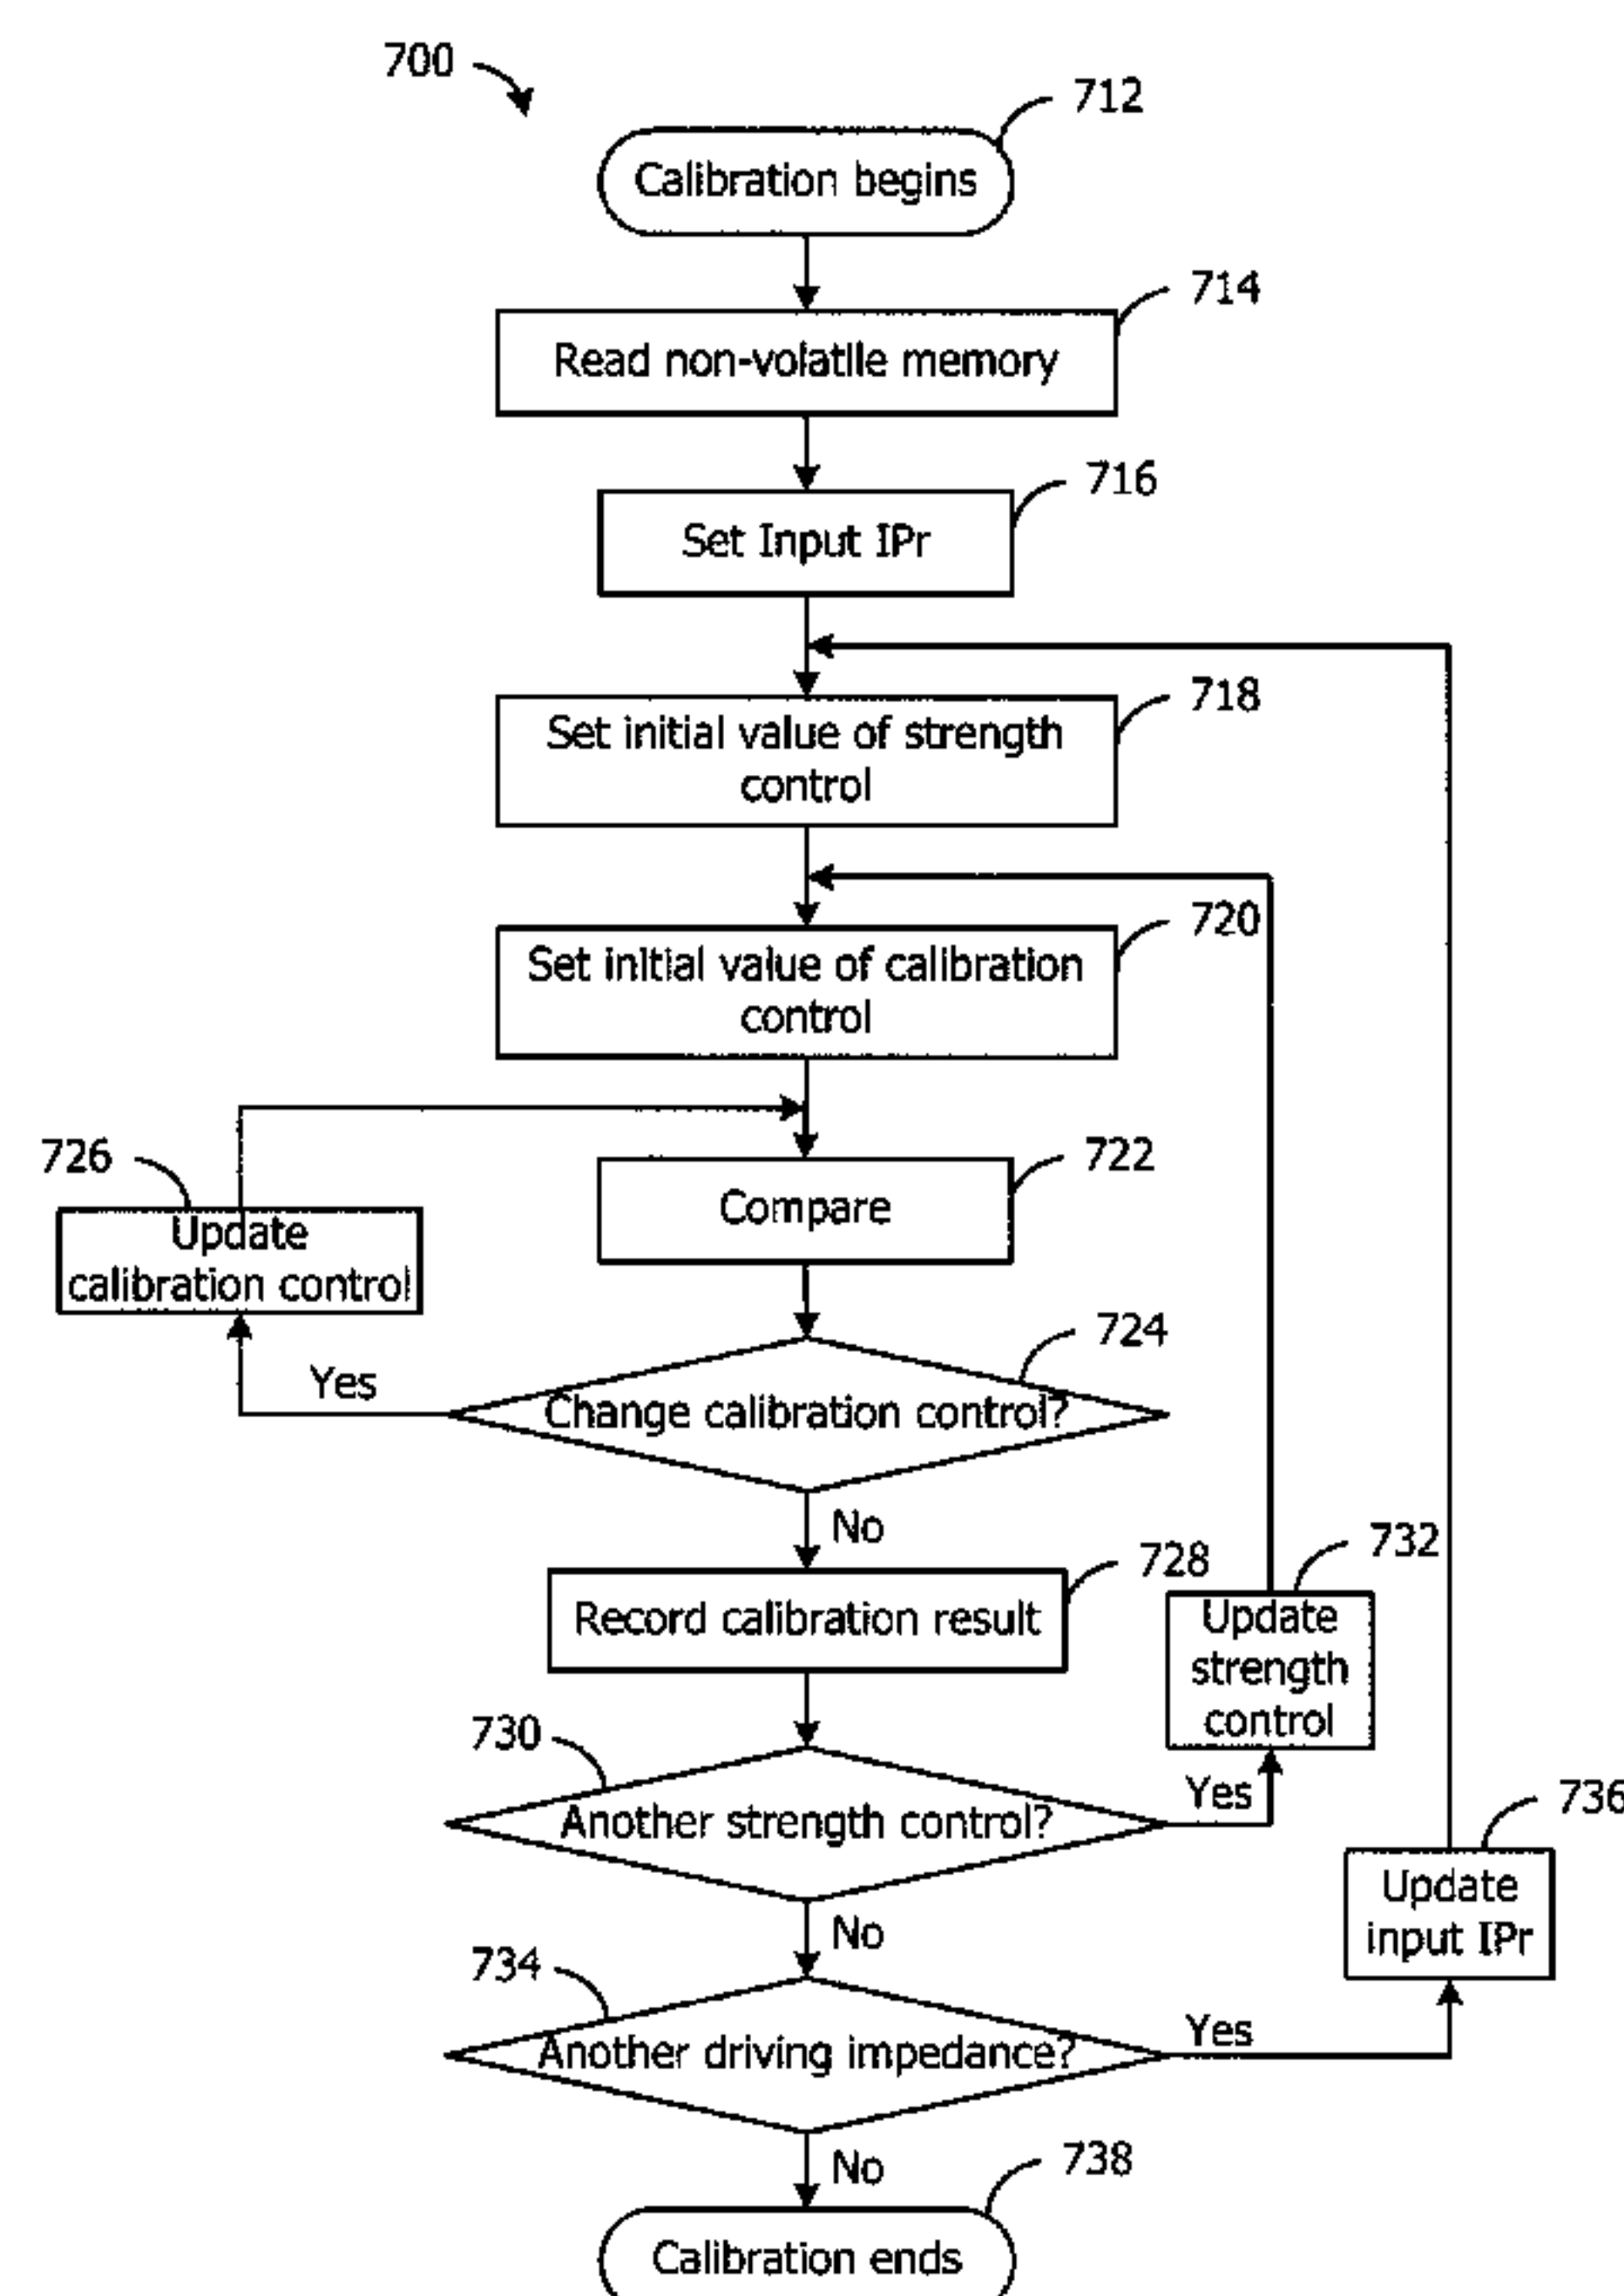 700
712
Calibration begins
714
Read non-volatile memory
716
Set Input IPr
718
Set initial value of strength
control
720
Set initial value of calibration
control
726
722
Update
calibration control
Compare
724
Yes
Change calibration control?
No
728
732
Record calibration result
Update
strength
control
730
Yes
Another strength control?
736
Update
input IPr
No
734
Yes
Another driving impedance?
No
738
Calibration ends